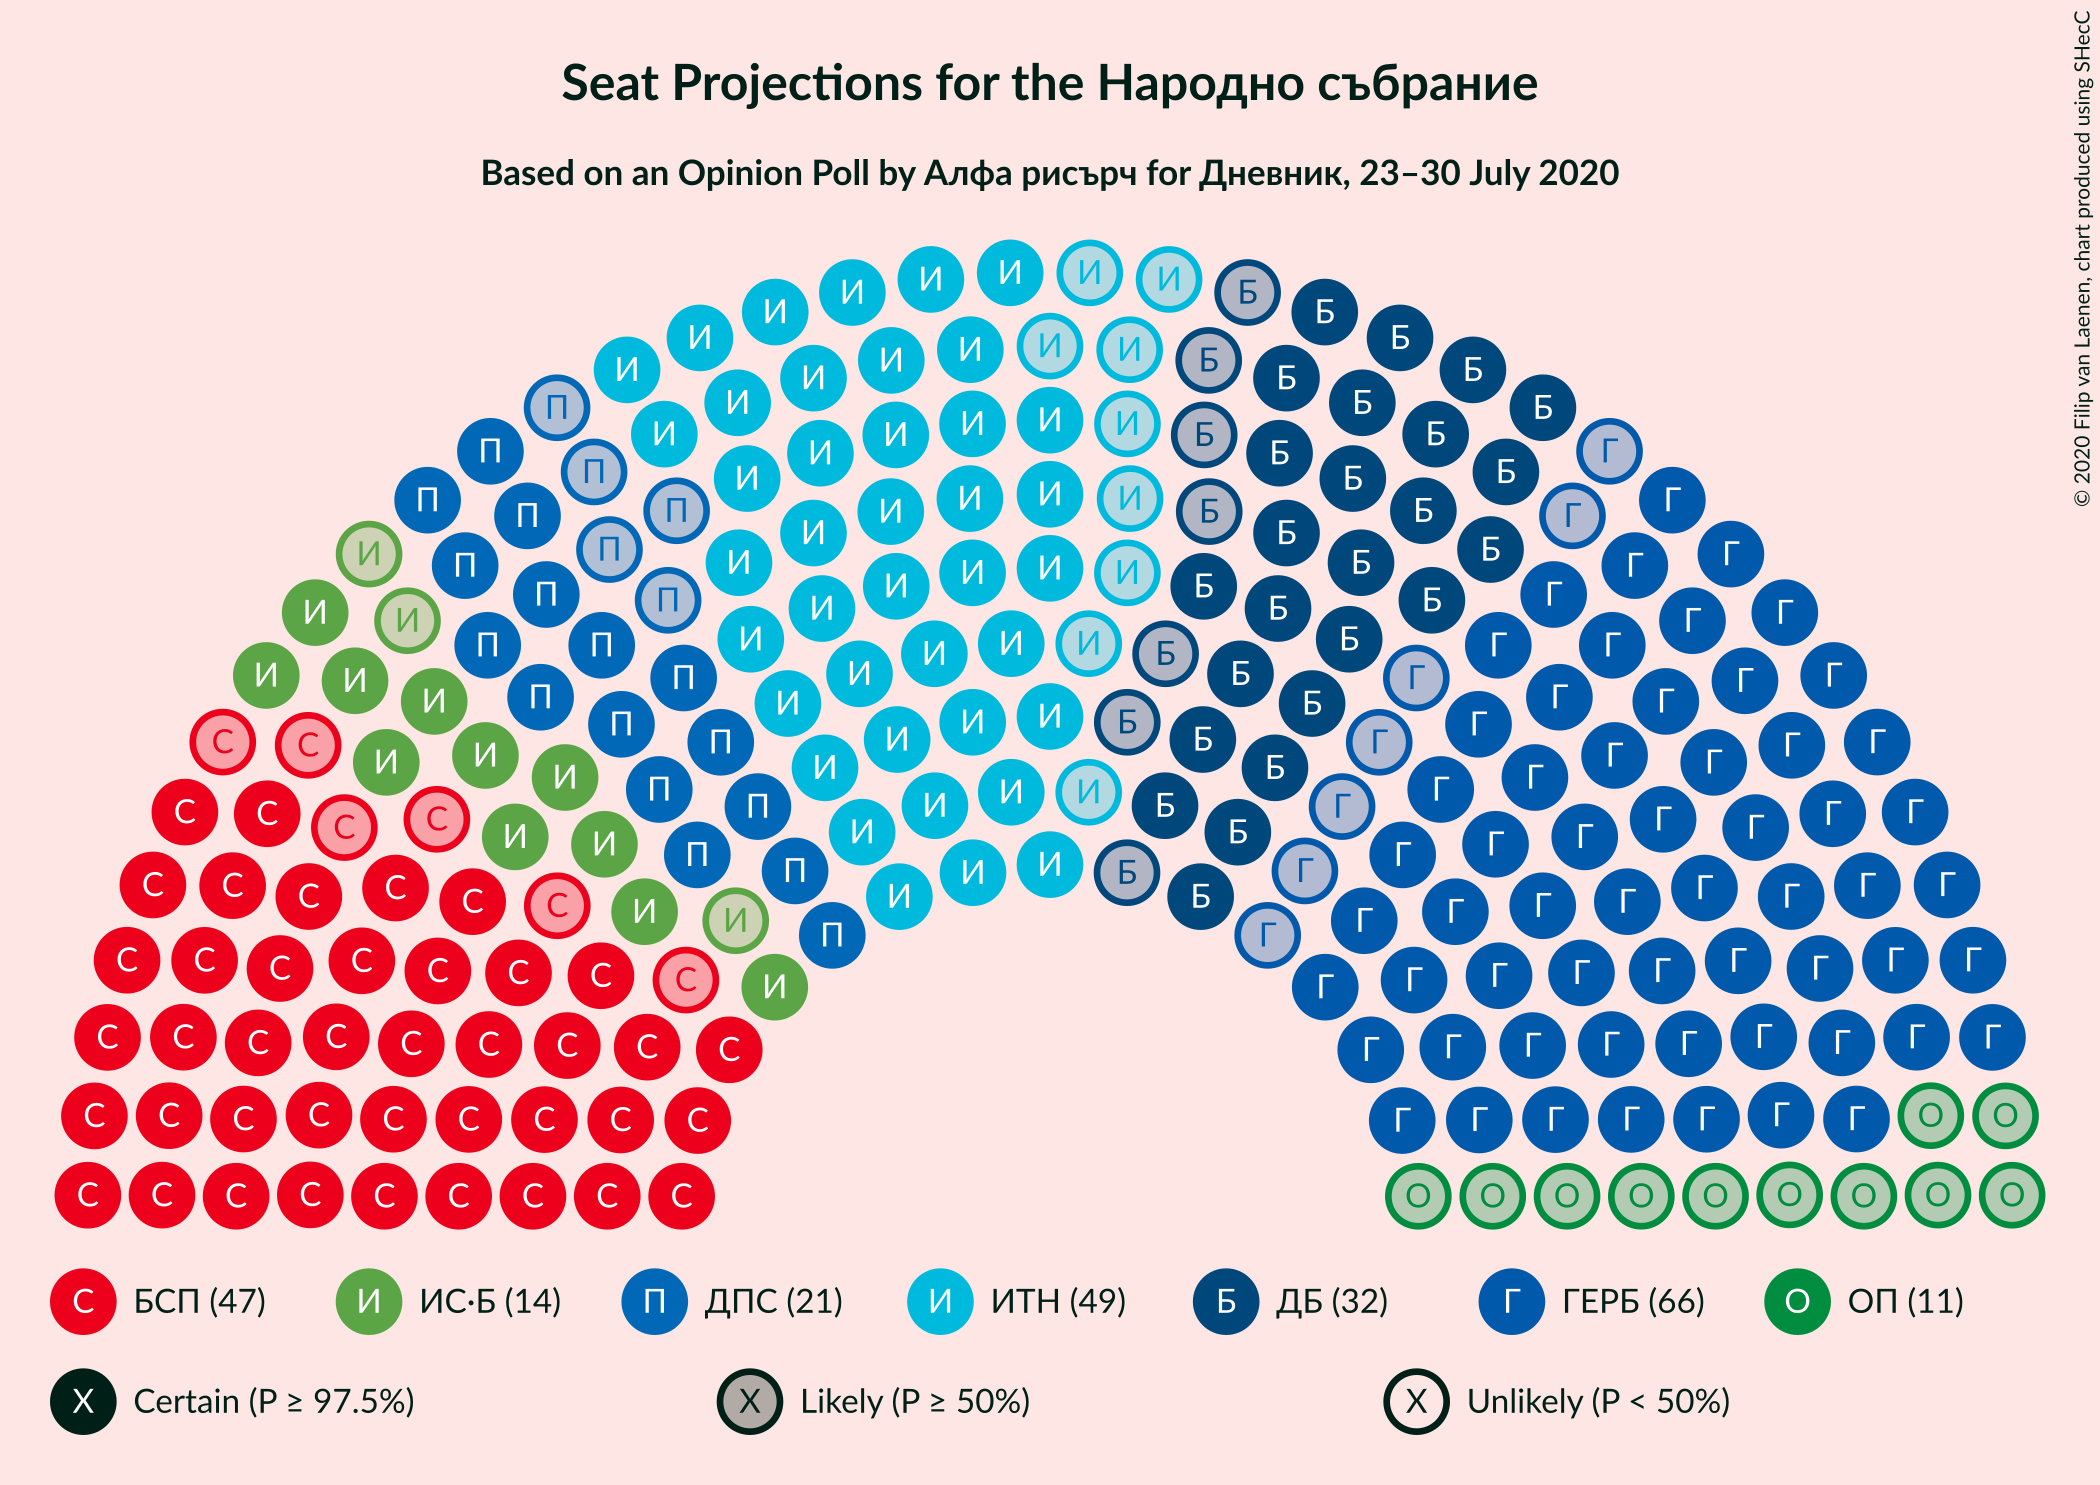 Seat Projections for the Народно събрание
Based on an Opinion Poll by Алфа рисърч for Дневник, 23–30 July 2020
© 2020 Filip van Laenen, chart produced using SHecC
С БСП (47) И ИС·Б (14) П ДПС (21) И ИТН (49) Б ДБ (32) Г ГЕРБ (66) О ОП (11)
X Certain (P ≥ 97.5%) X Likely (P ≥ 50%) X Unlikely (P < 50%)